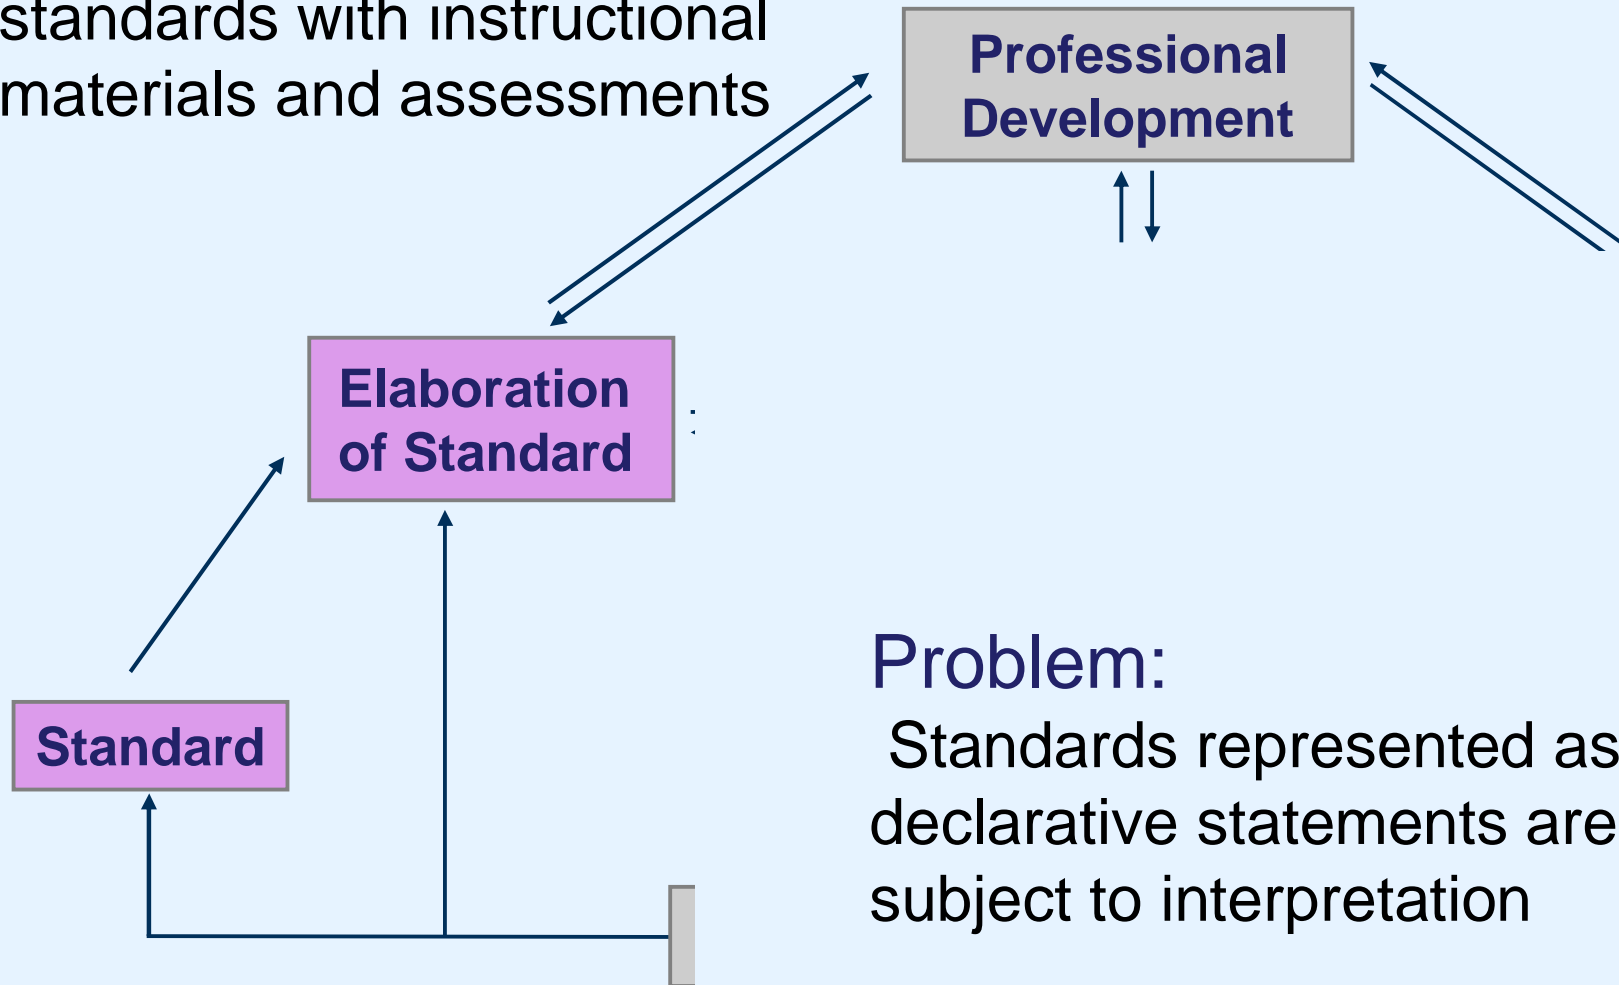 standards with instructional
materials and assessments
Professional
Development
Elaboration
of Standard
Standard
Problem:
Standards represented as
declarative statements are
subject to interpretation